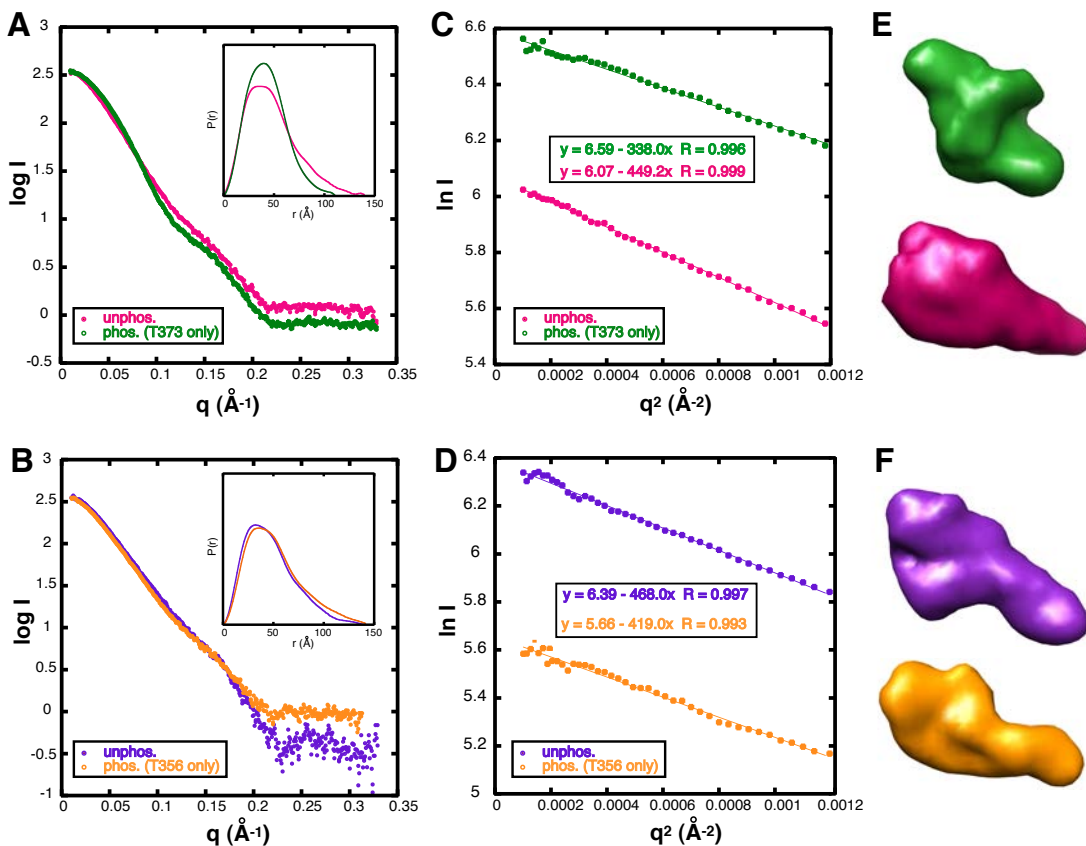 A
3
2.5
2
1.5
1
0.5
0
-0.5
log I
0 0.05 0.1 0.15 0.2 0.25 0.3 0.35
q (Å-1)
unphos.
phos. (T373 only)
P(r)
0 50 100 150
r (Å)
C
6.6
6.4
6.2
6
5.8
5.6
5.4
ln I
y = 6.59 - 338.0x R = 0.996
y = 6.07 - 449.2x R = 0.999
unphos.
phos. (T373 only)
0 0.0002 0.0004 0.0006 0.0008 0.001 0.0012
q2 (Å-2)
E
B
3
2.5
2
1.5
1
0.5
0
-0.5
-1
log I
0 0.05 0.1 0.15 0.2 0.25 0.3 0.35
q (Å-1)
unphos.
phos. (T356 only)
P(r)
0 50 100 150
r (Å)
D
6.4
6.2
6
5.8
5.6
5.4
5.2
5
ln I
y = 6.39 - 468.0x R = 0.997
y = 5.66 - 419.0x R = 0.993
unphos.
phos. (T356 only)
0 0.0002 0.0004 0.0006 0.0008 0.001 0.0012
q2 (Å-2)
F